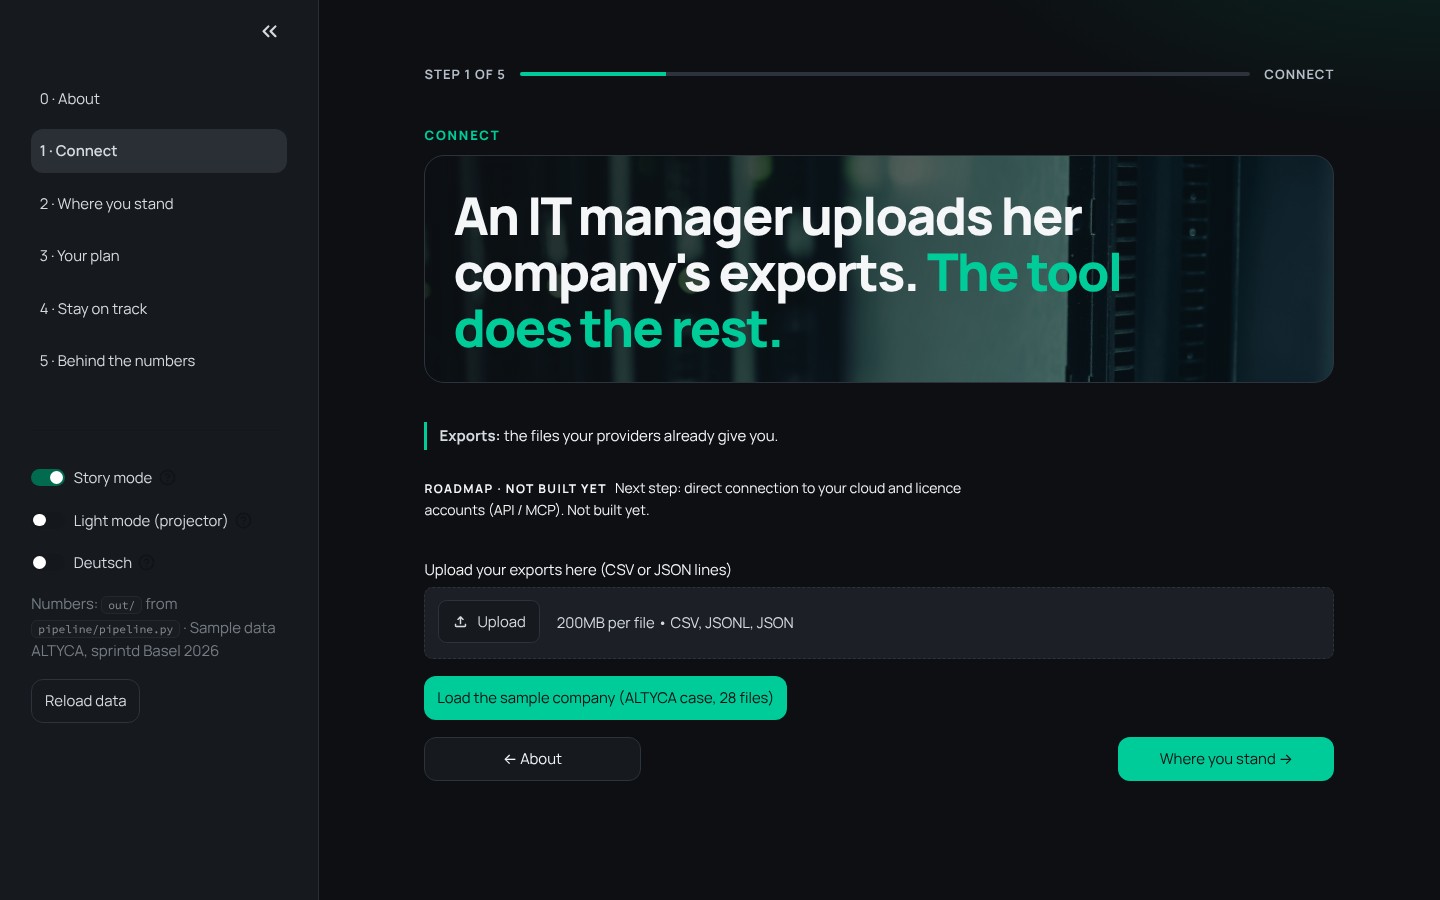 0 · About
1 · Connect
2 · Where you stand
3 · Your plan
4 · Stay on track
5 · Behind the numbers
Story mode
Light mode (projector)
Deutsch
Numbers: out/ from
pipeline/pipeline.py · Sample data
ALTYCA, sprintd Basel 2026
Reload data
STEP 1 OF 5
CONNECT
CONNECT
An IT manager uploads her
company's exports. The tool
does the rest.
Exports: the files your providers already give you.
ROADMAP · NOT BUILT YET Next step: direct connection to your cloud and licence
accounts (API / MCP). Not built yet.
Upload your exports here (CSV or JSON lines)
Upload
200MB per file • CSV, JSONL, JSON
Load the sample company (ALTYCA case, 28 files)
← About
Where you stand →